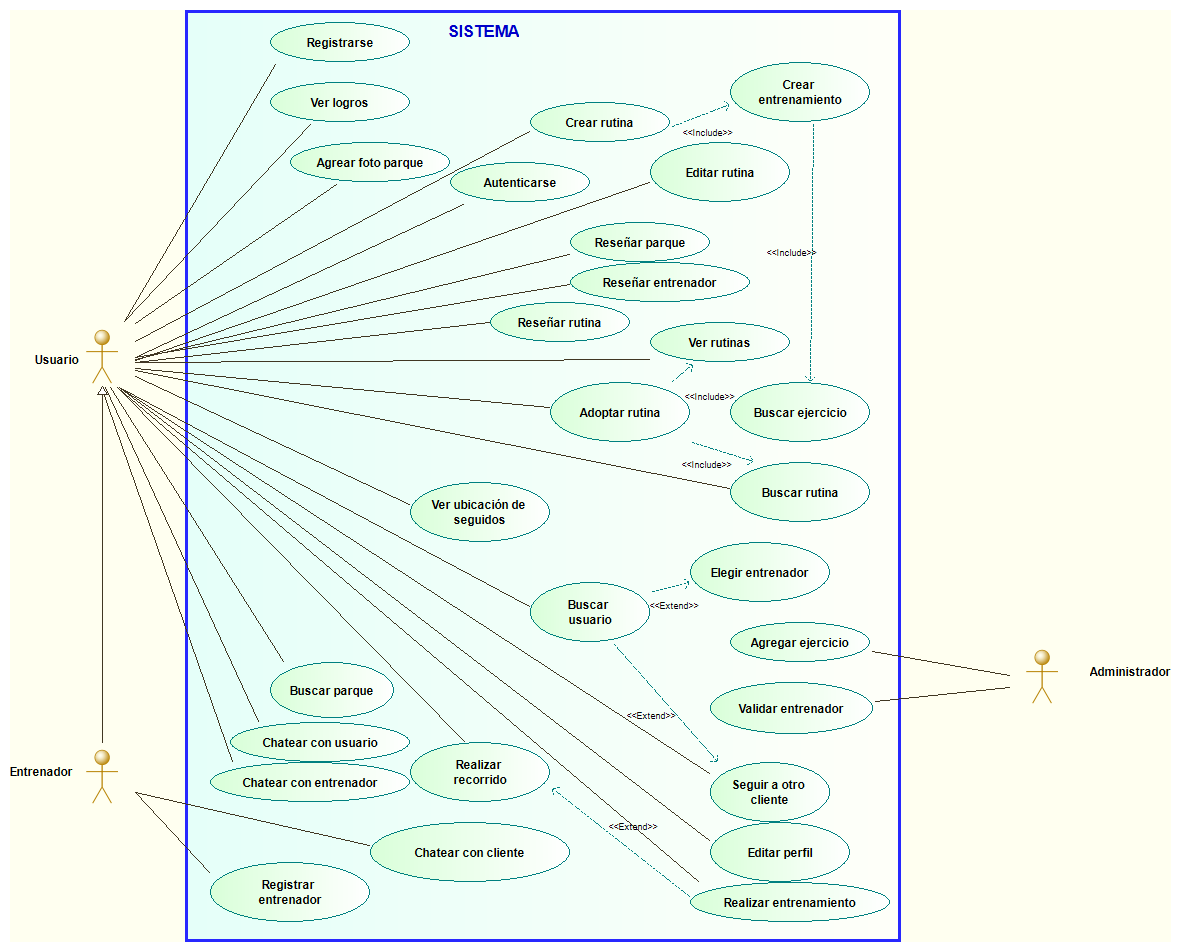 SISTEMA
Registrarse
Ver logros
Agrear foto parque
Autenticarse
Crear rutina
<<Include>>
Crear
entrenamiento
Editar rutina
Reseñar parque
<<Include>>
Reseñar entrenador
Reseñar rutina
Ver rutinas
Usuario
<<Include>>
Adoptar rutina
Buscar ejercicio
<<Include>>
Buscar rutina
Ver ubicación de
seguidos
Elegir entrenador
Buscar
usuario
<<Extend>>
Agregar ejercicio
Administrador
Validar entrenador
<<Extend>>
Buscar parque
Chatear con usuario
Chatear con entrenador
Entrenador
Realizar
recorrido
Seguir a otro
cliente
<<Extend>>
Chatear con cliente
Editar perfil
Registrar
entrenador
Realizar entrenamiento